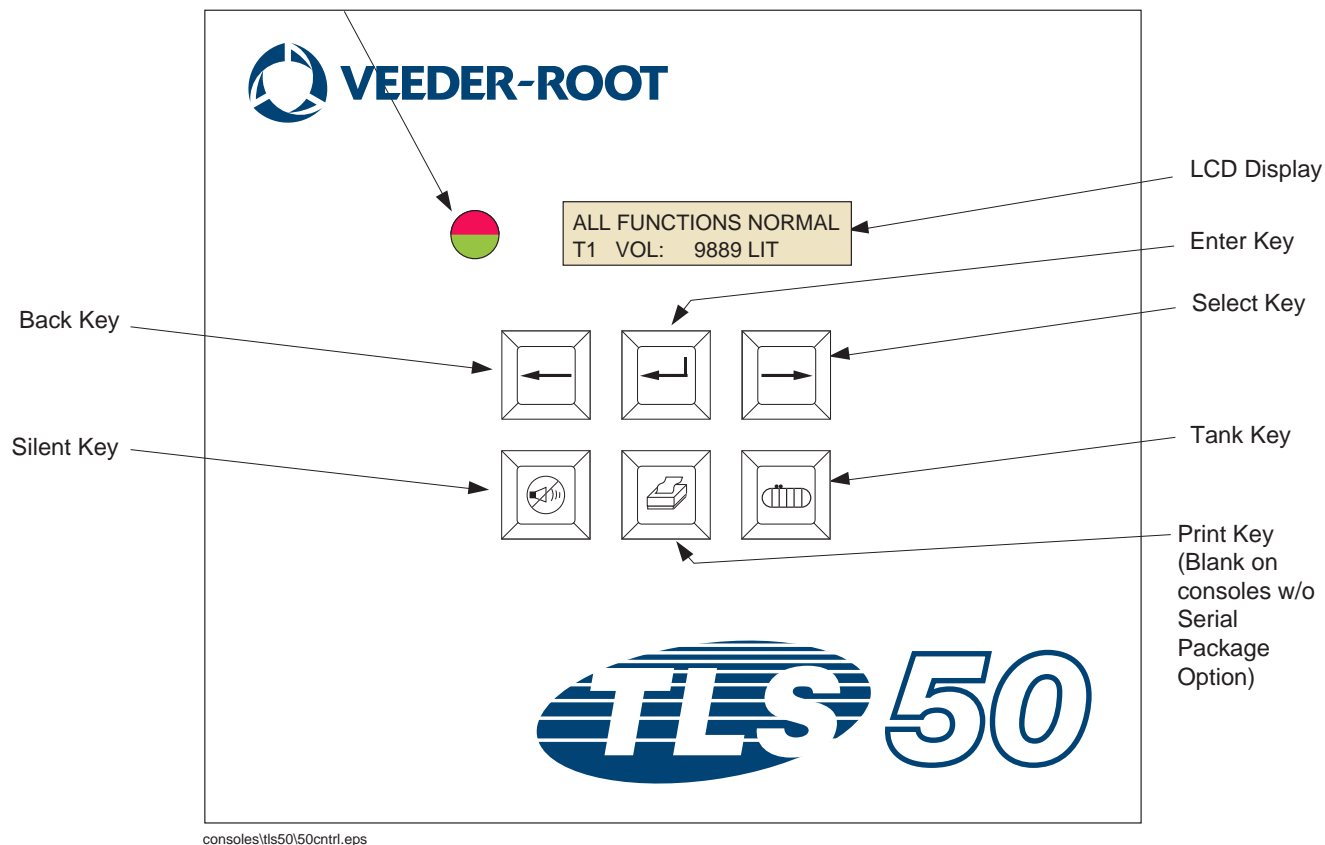 VEEDER-ROOT
LCD Display
ALL FUNCTIONS NORMAL
T1 VOL: 9889 LIT
Enter Key
Select Key
Back Key
Silent Key
Tank Key
Print Key
(Blank on
consoles w/o
Serial
Package
Option)
TLS 50
consoles\tls50\50cntrl.eps